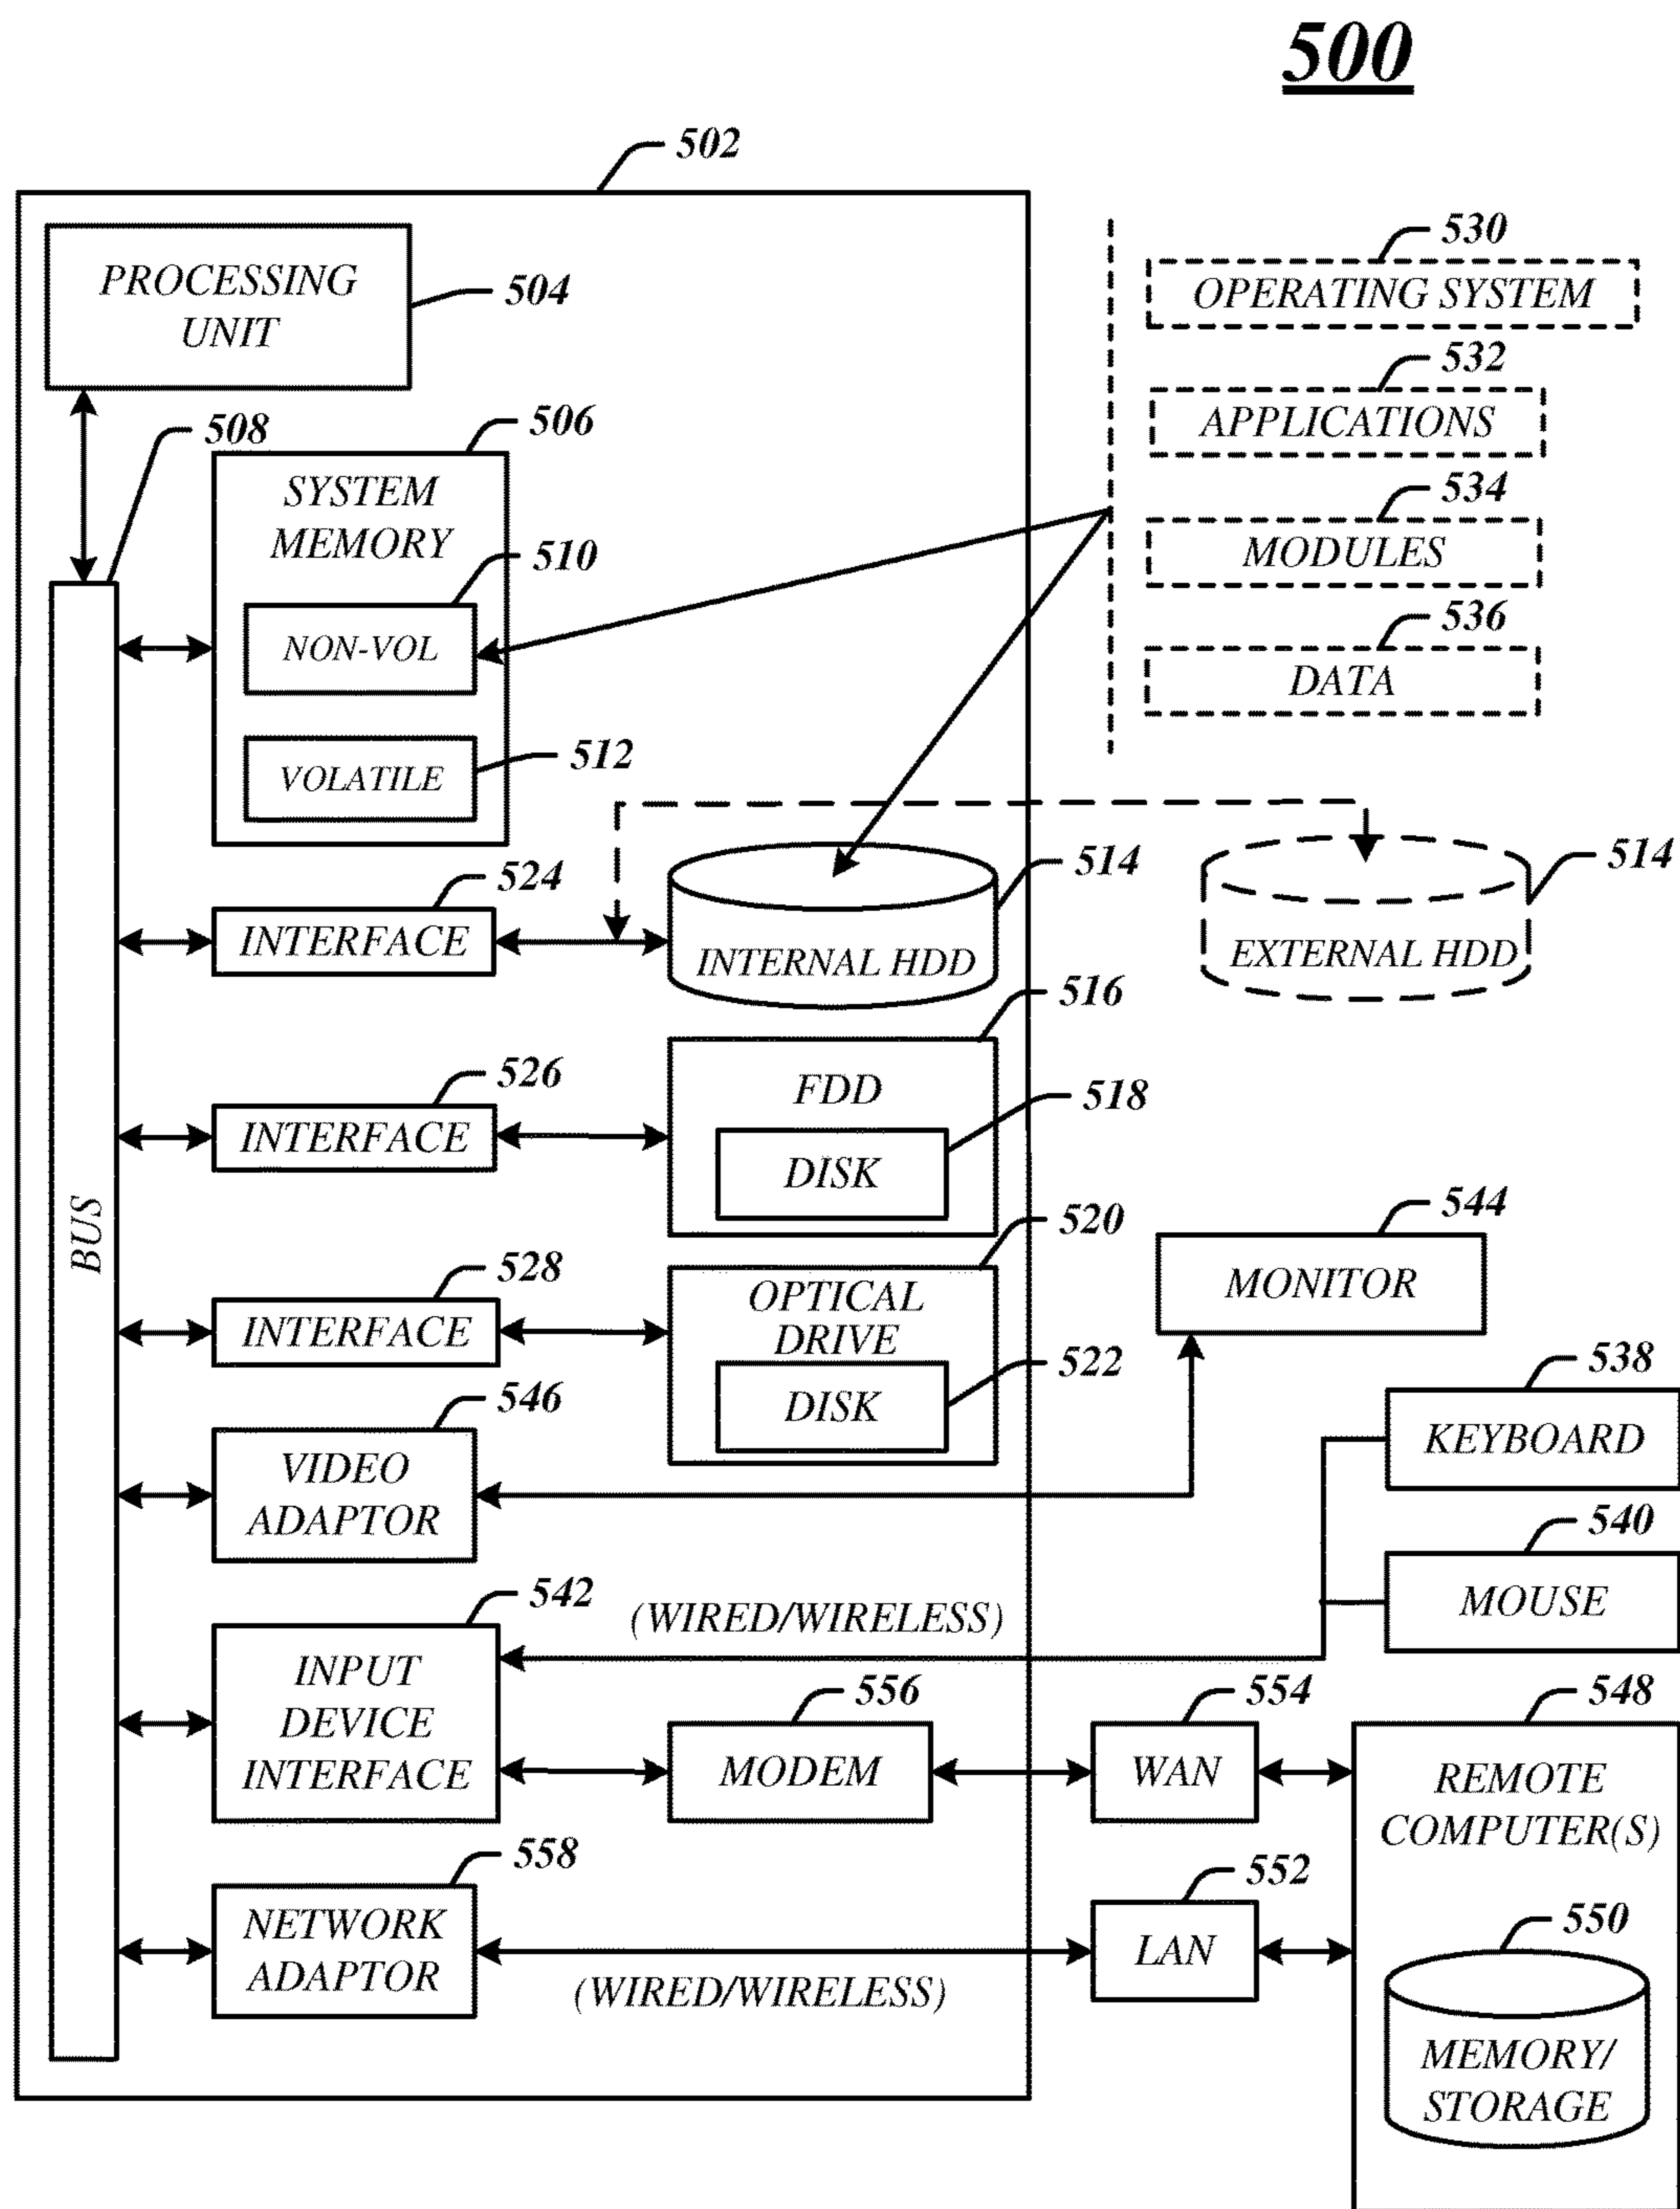 500
502
PROCESSING
UNIT
504
530
OPERATING SYSTEM
532
APPLICATIONS
534
MODULES
536
DATA
508
506
SYSTEM
MEMORY
510
NON-VOL
512
VOLATILE
524
INTERFACE
514
INTERNAL HDD
514
EXTERNAL HDD
516
FDD
526
INTERFACE
518
DISK
BUS
520
OPTICAL
DRIVE
528
INTERFACE
522
DISK
544
MONITOR
538
KEYBOARD
546
VIDEO
ADAPTOR
540
MOUSE
542
INPUT
DEVICE
INTERFACE
(WIRED/WIRELESS)
556
MODEM
554
WAN
548
REMOTE
COMPUTER(S)
558
NETWORK
ADAPTOR
(WIRED/WIRELESS)
552
LAN
550
MEMORY/
STORAGE